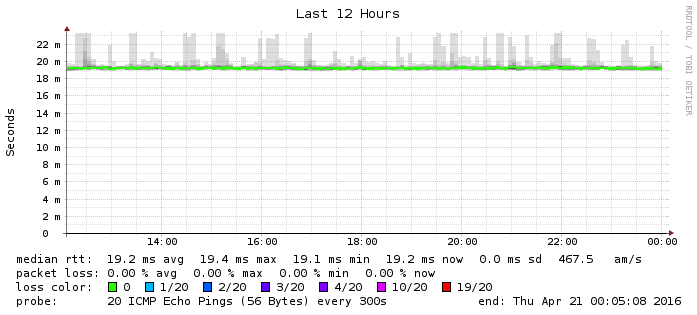 Last 12 Hours
RRDTOOL / TOBI OETIKER
Seconds
22 m
20 m
18 m
16 m
14 m
12 m
10 m
8 m
6 m
4 m
2 m
0
14:00 16:00 18:00 20:00 22:00 00:00
median rtt: 19.2 ms avg 19.4 ms max 19.1 ms min 19.2 ms now 0.0 ms sd 467.5 am/s
packet loss: 0.00 % avg 0.00 % max 0.00 % min 0.00 % now
loss color: 0 1/20 2/20 3/20 4/20 10/20 19/20
probe: 20 ICMP Echo Pings (56 Bytes) every 300s end: Thu Apr 21 00:05:08 2016